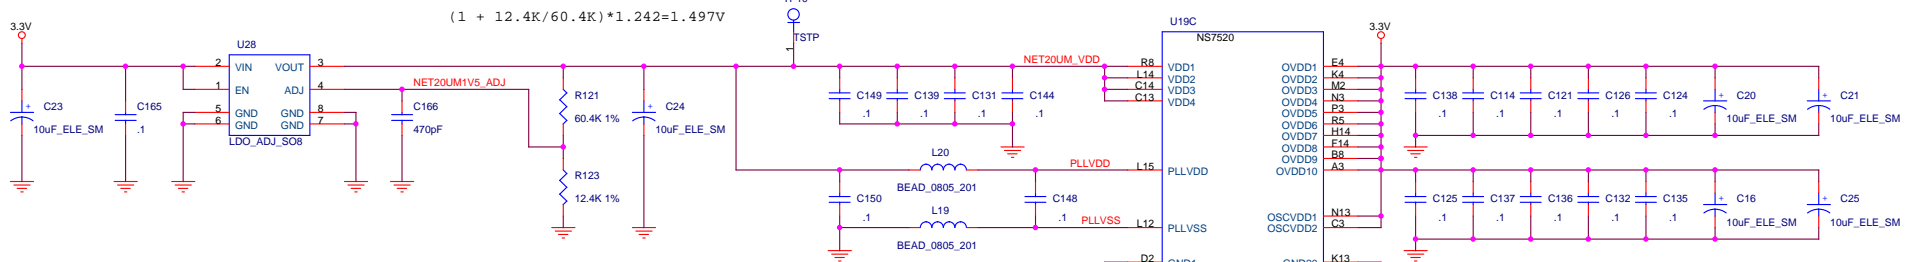 (1 + 12.4K/60.4K)*1.242=1.497V
TSTP
1
3.3V
U28
2 VIN VOUT 3
1 EN ADJ 4
5 GND GND 8
6 GND GND 7
LDO_ADJ_SO8
NET20UM1V5_ADJ
C23
10uF_ELE_SM
C165
.1
C166
470pF
R121
60.4K 1%
R123
12.4K 1%
C24
10uF_ELE_SM
C149
.1
C139
.1
C131
.1
C144
.1
NET20UM_VDD
L20
BEAD_0805_201
PLLVDD
C150
.1
C148
.1
L19
BEAD_0805_201
PLLVSS
U19C
NS7520
R8 VDD1
L14 VDD2
C14 VDD3
C13 VDD4
L15 PLLVDD
L12 PLLVSS
D2
OVDD1 E4
OVDD2 K4
OVDD3 M2
OVDD4 N3
OVDD5 P3
OVDD6 R5
OVDD7 H14
OVDD8 F14
OVDD9 B8
OVDD10 A3
OSCVDD1 N13
OSCVDD2 C3
K13
3.3V
C138
.1
C114
.1
C121
.1
C126
.1
C124
.1
C20
10uF_ELE_SM
C21
10uF_ELE_SM
C125
.1
C137
.1
C136
.1
C132
.1
C135
.1
C16
10uF_ELE_SM
C25
10uF_ELE_SM